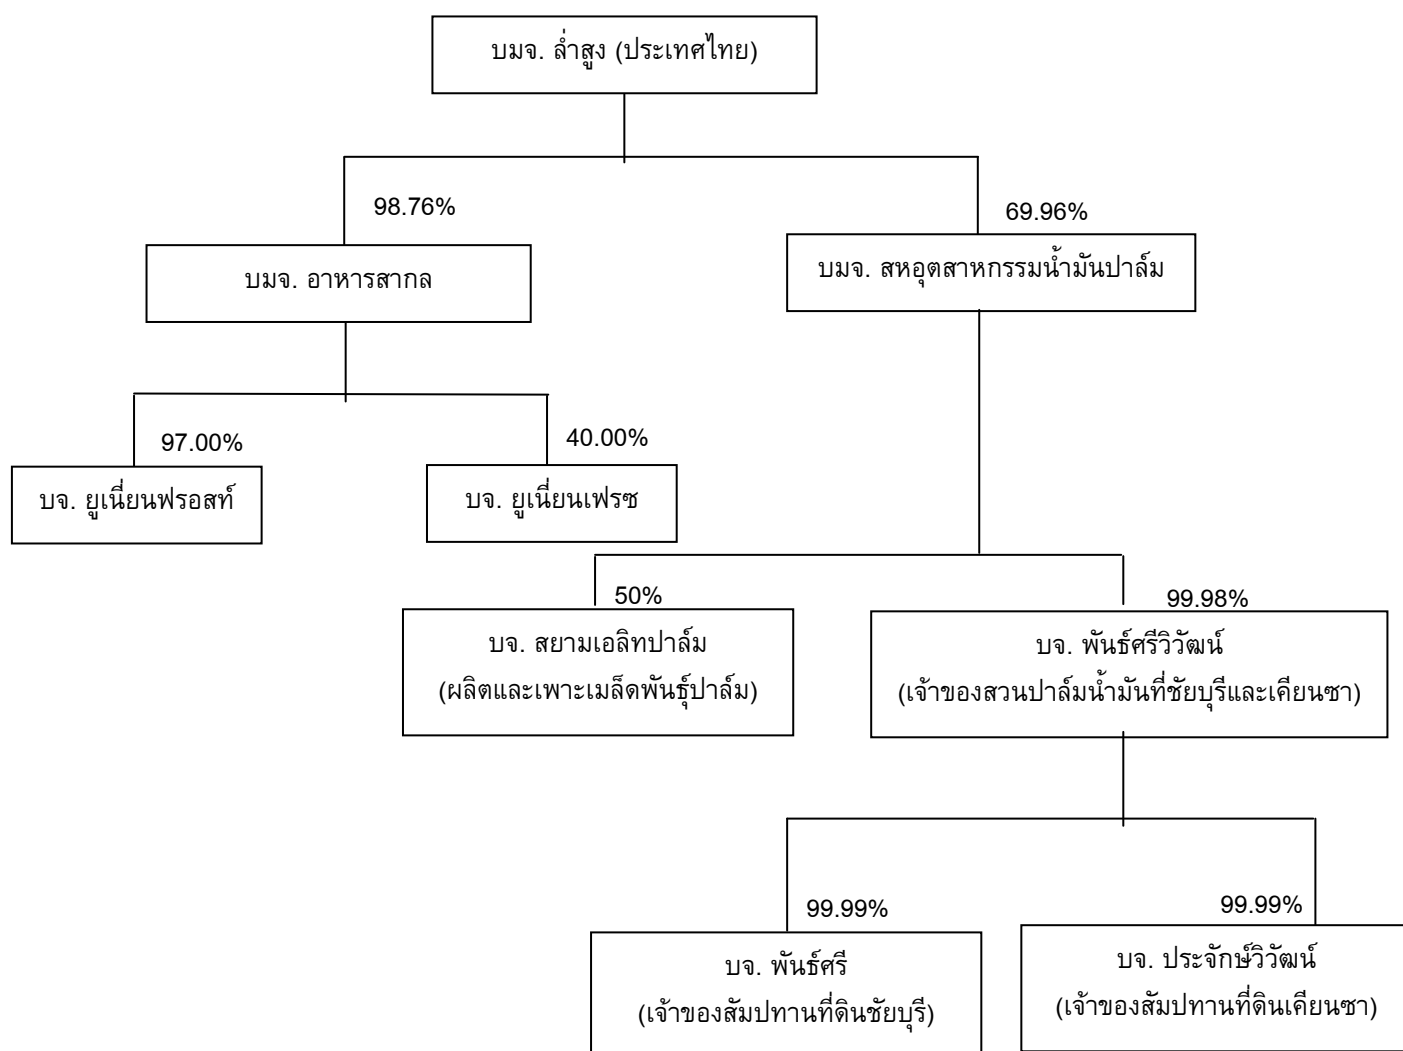 บมจ. ล่ำสูง (ประเทศไทย)
98.76%
69.96%
บมจ. อาหารสากล
บมจ. สหอุตสาหกรรมน้ำมันปาล์ม
97.00%
40.00%
บจ. ยูเนี่ยนฟรอสท์
บจ. ยูเนี่ยนเฟรซ
50%
99.98%
บจ. สยามเอลิทปาล์ม
(ผลิตและเพาะเมล็ดพันธุ์ปาล์ม)
บจ. พันธ์ศรีวิวัฒน์
(เจ้าของสวนปาล์มน้ำมันที่ชัยบุรีและเคียนซา)
99.99%
99.99%
บจ. พันธ์ศรี
(เจ้าของสัมปทานที่ดินชัยบุรี)
บจ. ประจักษ์วิวัฒน์
(เจ้าของสัมปทานที่ดินเคียนซา)